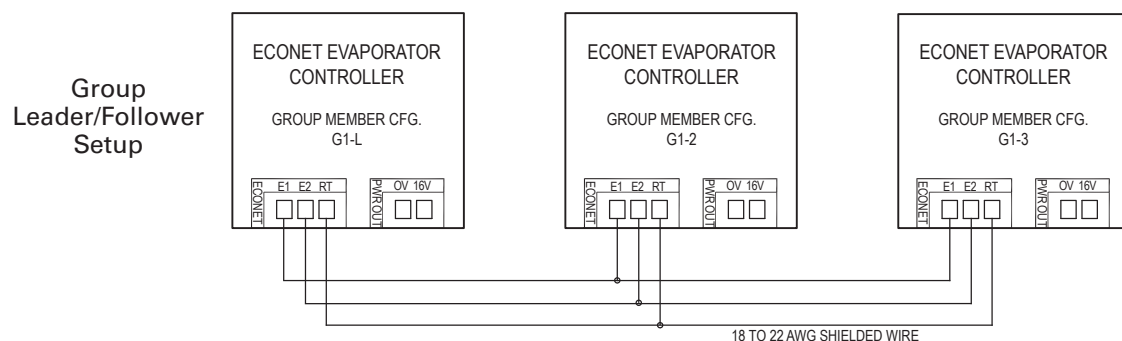 Group
Leader/Follower
Setup
ECONET EVAPORATOR
CONTROLLER
GROUP MEMBER CFG.
G1-L
ECONET
E1 E2 RT
PWR OUT
OV 16V
ECONET EVAPORATOR
CONTROLLER
GROUP MEMBER CFG.
G1-2
ECONET
E1 E2 RT
PWR OUT
OV 16V
ECONET EVAPORATOR
CONTROLLER
GROUP MEMBER CFG.
G1-3
ECONET
E1 E2 RT
PWR OUT
OV 16V
18 TO 22 AWG SHIELDED WIRE